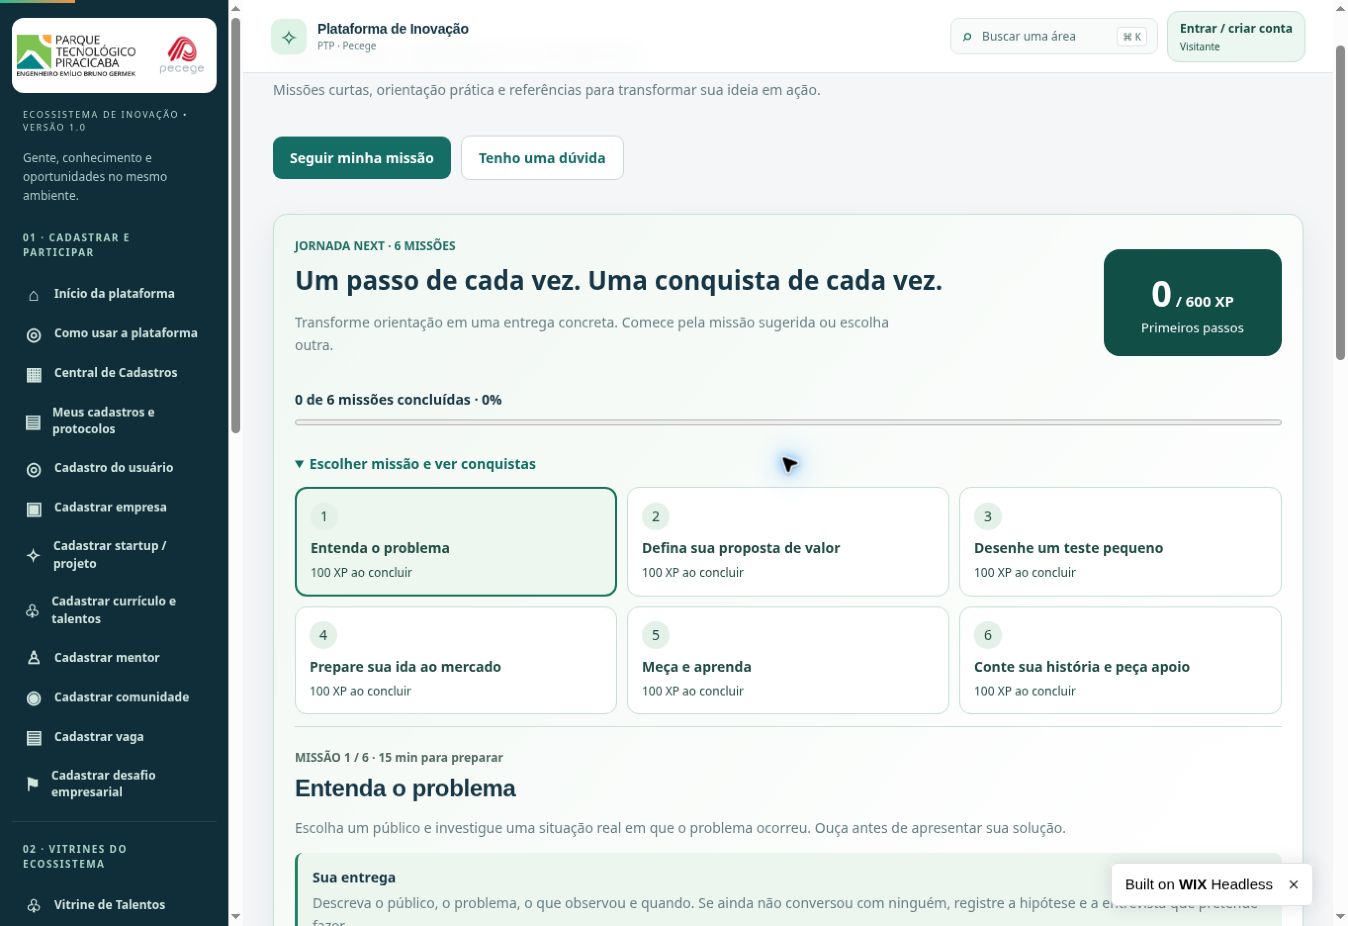 PARQUE
TECNOLÓGICO
PIRACICABA
ENGENHEIRO EMÍLIO BRUNO GERMEK
pecege
ECOSSISTEMA DE INOVAÇÃO •
VERSÃO 1.0
Gente, conhecimento e
oportunidades no mesmo
ambiente.
01 · CADASTRAR E
PARTICIPAR
Início da plataforma
Como usar a plataforma
Central de Cadastros
Meus cadastros e
protocolos
Cadastro do usuário
Cadastrar empresa
Cadastrar startup /
projeto
Cadastrar currículo e
talentos
Cadastrar mentor
Cadastrar comunidade
Cadastrar vaga
Cadastrar desafio
empresarial
02 · VITRINES DO
ECOSSISTEMA
Vitrine de Talentos
Plataforma de Inovação
PTP · Pecege
Buscar uma área
⌘ K
Entrar / criar conta
Visitante
Missões curtas, orientação prática e referências para transformar sua ideia em ação.
Seguir minha missão
Tenho uma dúvida
JORNADA NEXT · 6 MISSÕES
Um passo de cada vez. Uma conquista de cada vez.
Transforme orientação em uma entrega concreta. Comece pela missão sugerida ou escolha
outra.
0 / 600 XP
Primeiros passos
0 de 6 missões concluídas · 0%
▼ Escolher missão e ver conquistas
1
Entenda o problema
100 XP ao concluir
2
Defina sua proposta de valor
100 XP ao concluir
3
Desenhe um teste pequeno
100 XP ao concluir
4
Prepare sua ida ao mercado
100 XP ao concluir
5
Meça e aprenda
100 XP ao concluir
6
Conte sua história e peça apoio
100 XP ao concluir
MISSÃO 1 / 6 · 15 min para preparar
Entenda o problema
Escolha um público e investigue uma situação real em que o problema ocorreu. Ouça antes de apresentar sua solução.
Sua entrega
Descreva o público, o problema, o que observou e quando. Se ainda não conversou com ninguém, registre a hipótese e a entrevista que pretende
fazer.
Built on WIX Headless ×